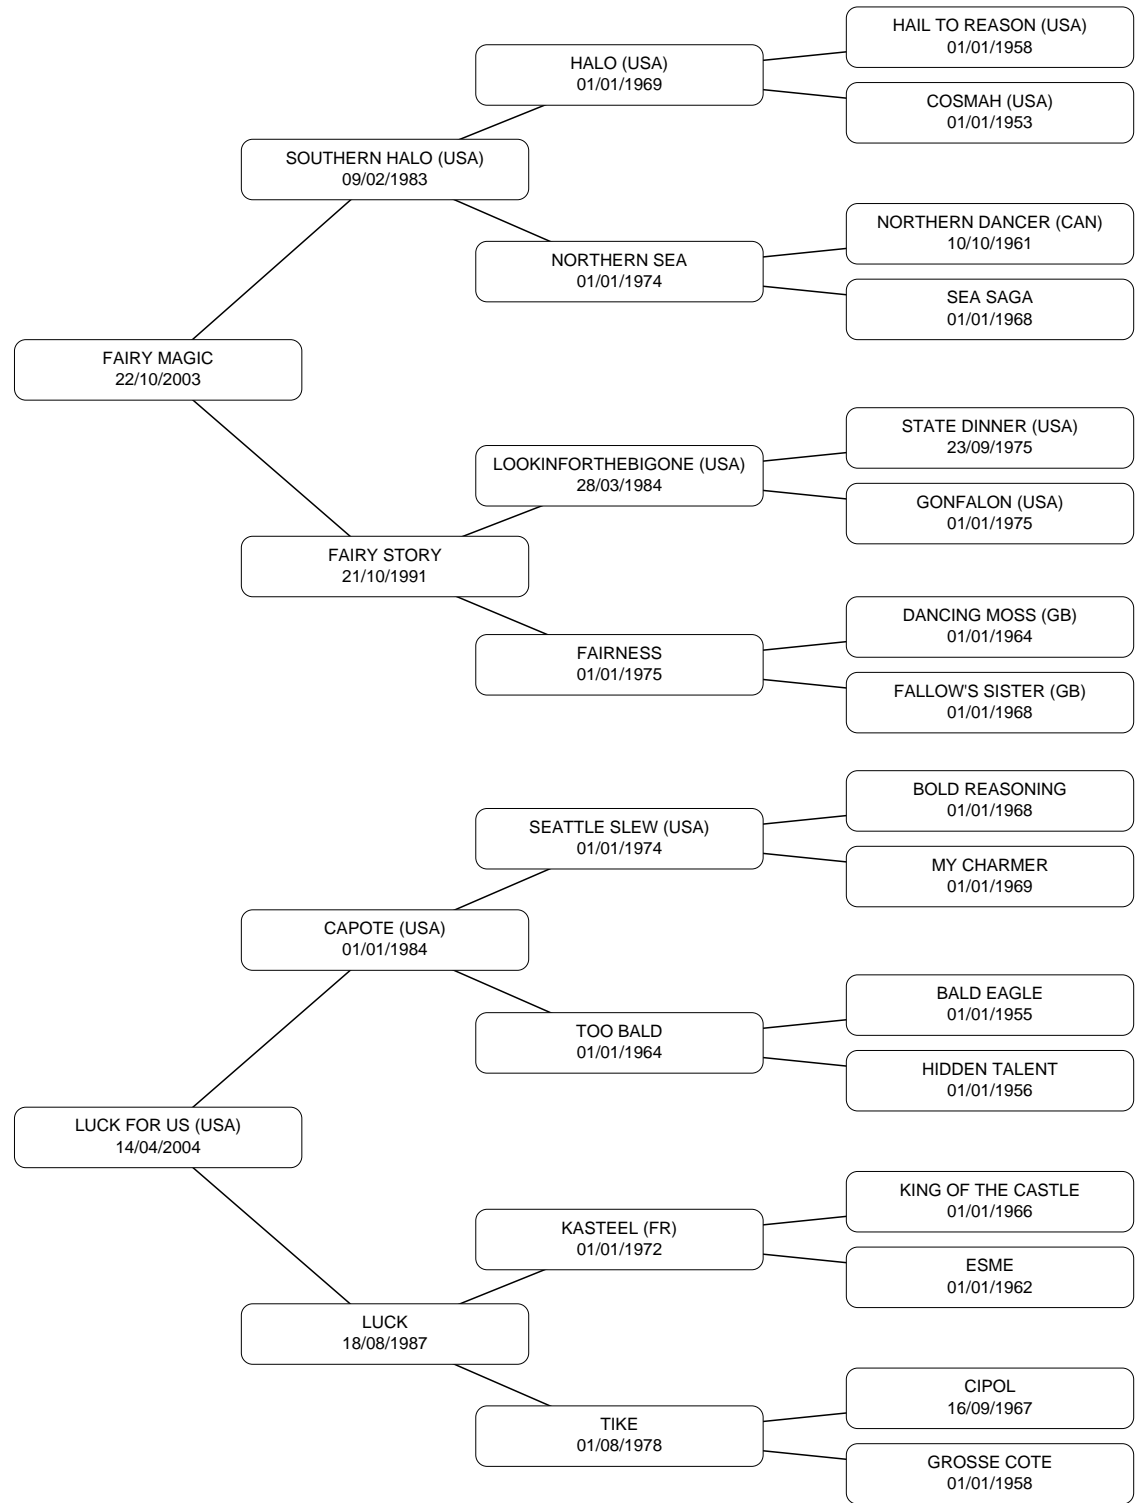 HAIL TO REASON (USA)
01/01/1958
HALO (USA)
01/01/1969
COSMAH (USA)
01/01/1953
SOUTHERN HALO (USA)
09/02/1983
NORTHERN DANCER (CAN)
10/10/1961
NORTHERN SEA
01/01/1974
SEA SAGA
01/01/1968
FAIRY MAGIC
22/10/2003
STATE DINNER (USA)
23/09/1975
LOOKINFORTHEBIGONE (USA)
28/03/1984
GONFALON (USA)
01/01/1975
FAIRY STORY
21/10/1991
DANCING MOSS (GB)
01/01/1964
FAIRNESS
01/01/1975
FALLOW'S SISTER (GB)
01/01/1968
BOLD REASONING
01/01/1968
SEATTLE SLEW (USA)
01/01/1974
MY CHARMER
01/01/1969
CAPOTE (USA)
01/01/1984
BALD EAGLE
01/01/1955
TOO BALD
01/01/1964
HIDDEN TALENT
01/01/1956
LUCK FOR US (USA)
14/04/2004
KING OF THE CASTLE
01/01/1966
KASTEEL (FR)
01/01/1972
ESME
01/01/1962
LUCK
18/08/1987
CIPOL
16/09/1967
TIKE
01/08/1978
GROSSE COTE
01/01/1958